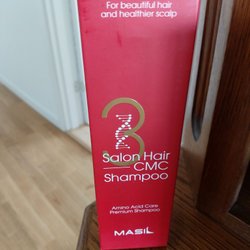 For beautiful hair
and healthier scalp
3
Salon Hair
CMC
Shampoo
Amino Acid Care
Premium Shampoo
MASIL